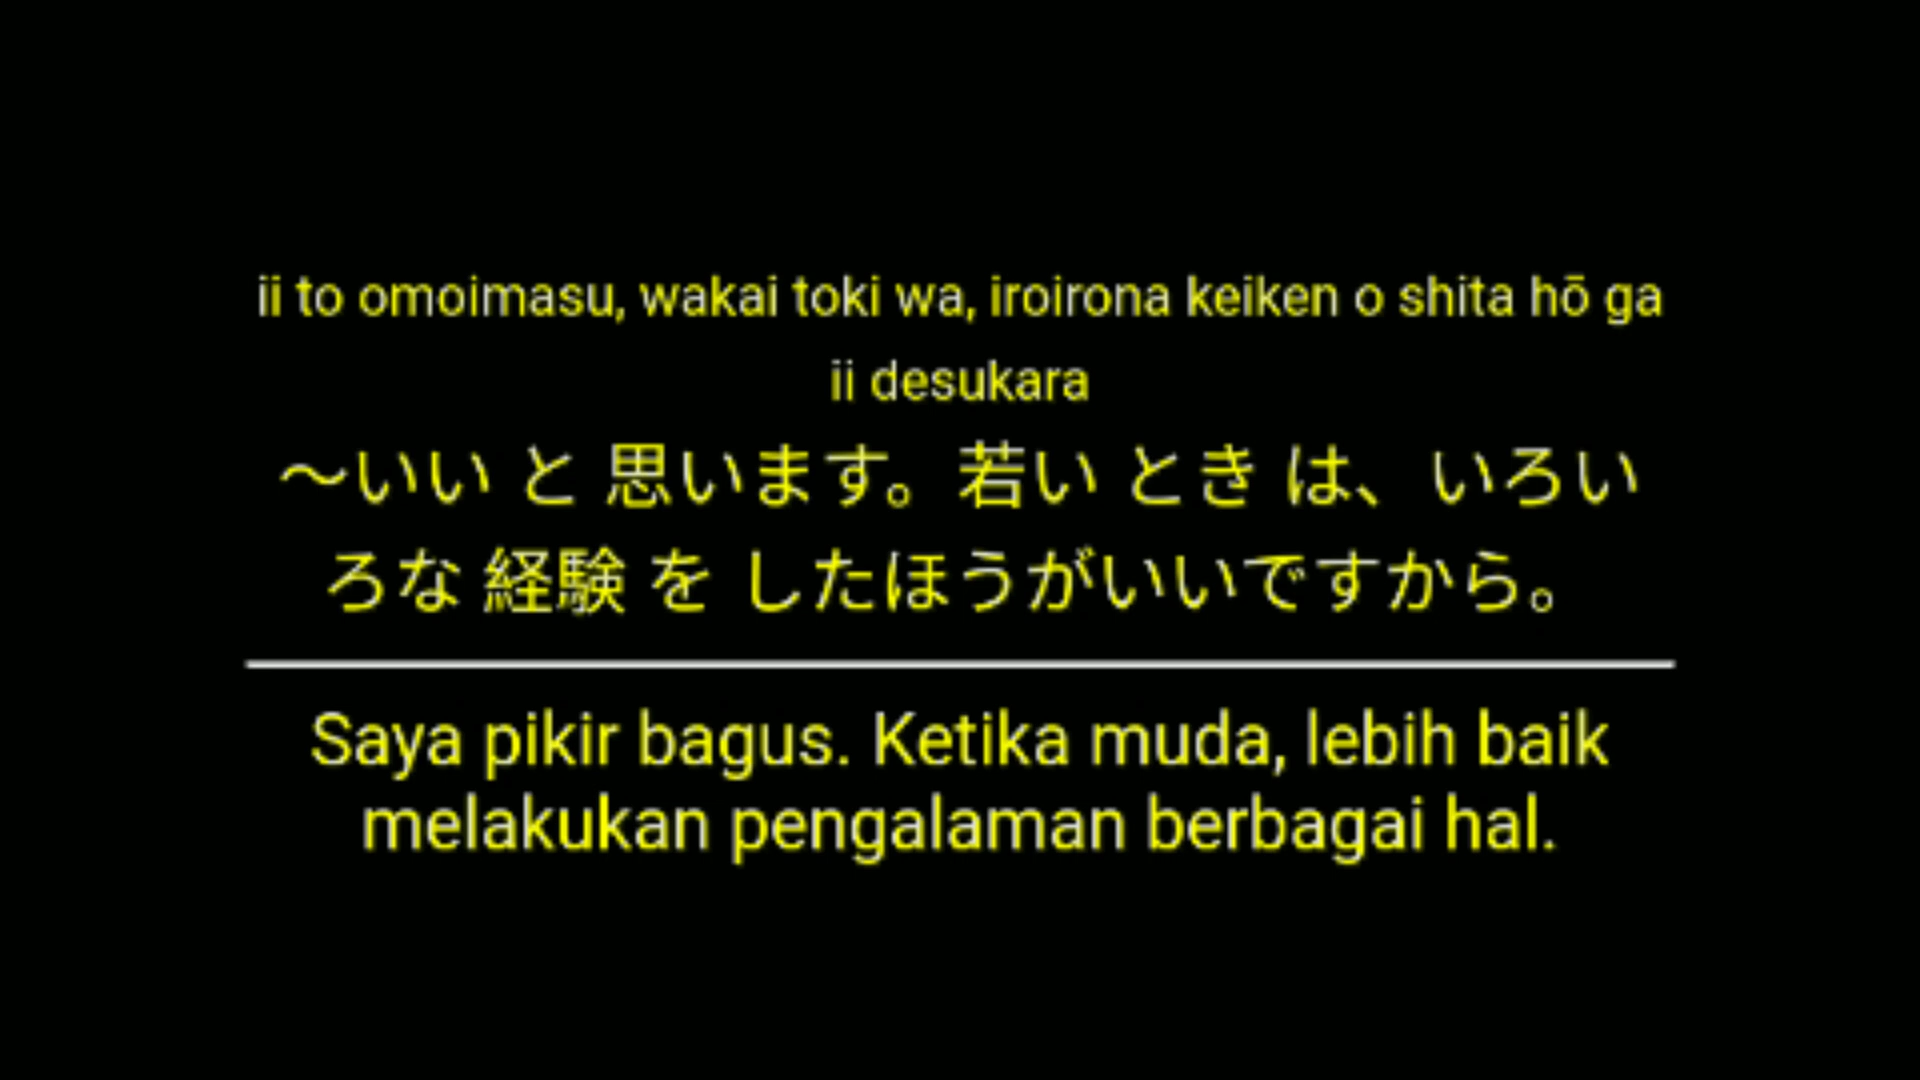 ii to omoimasu, wakai toki wa, iroirona keiken o shita hō ga
ii desukara
～いい と 思います。若い とき は、いろい
ろな 経験 を したほうがいいですから。
Saya pikir bagus. Ketika muda, lebih baik
melakukan pengalaman berbagai hal.